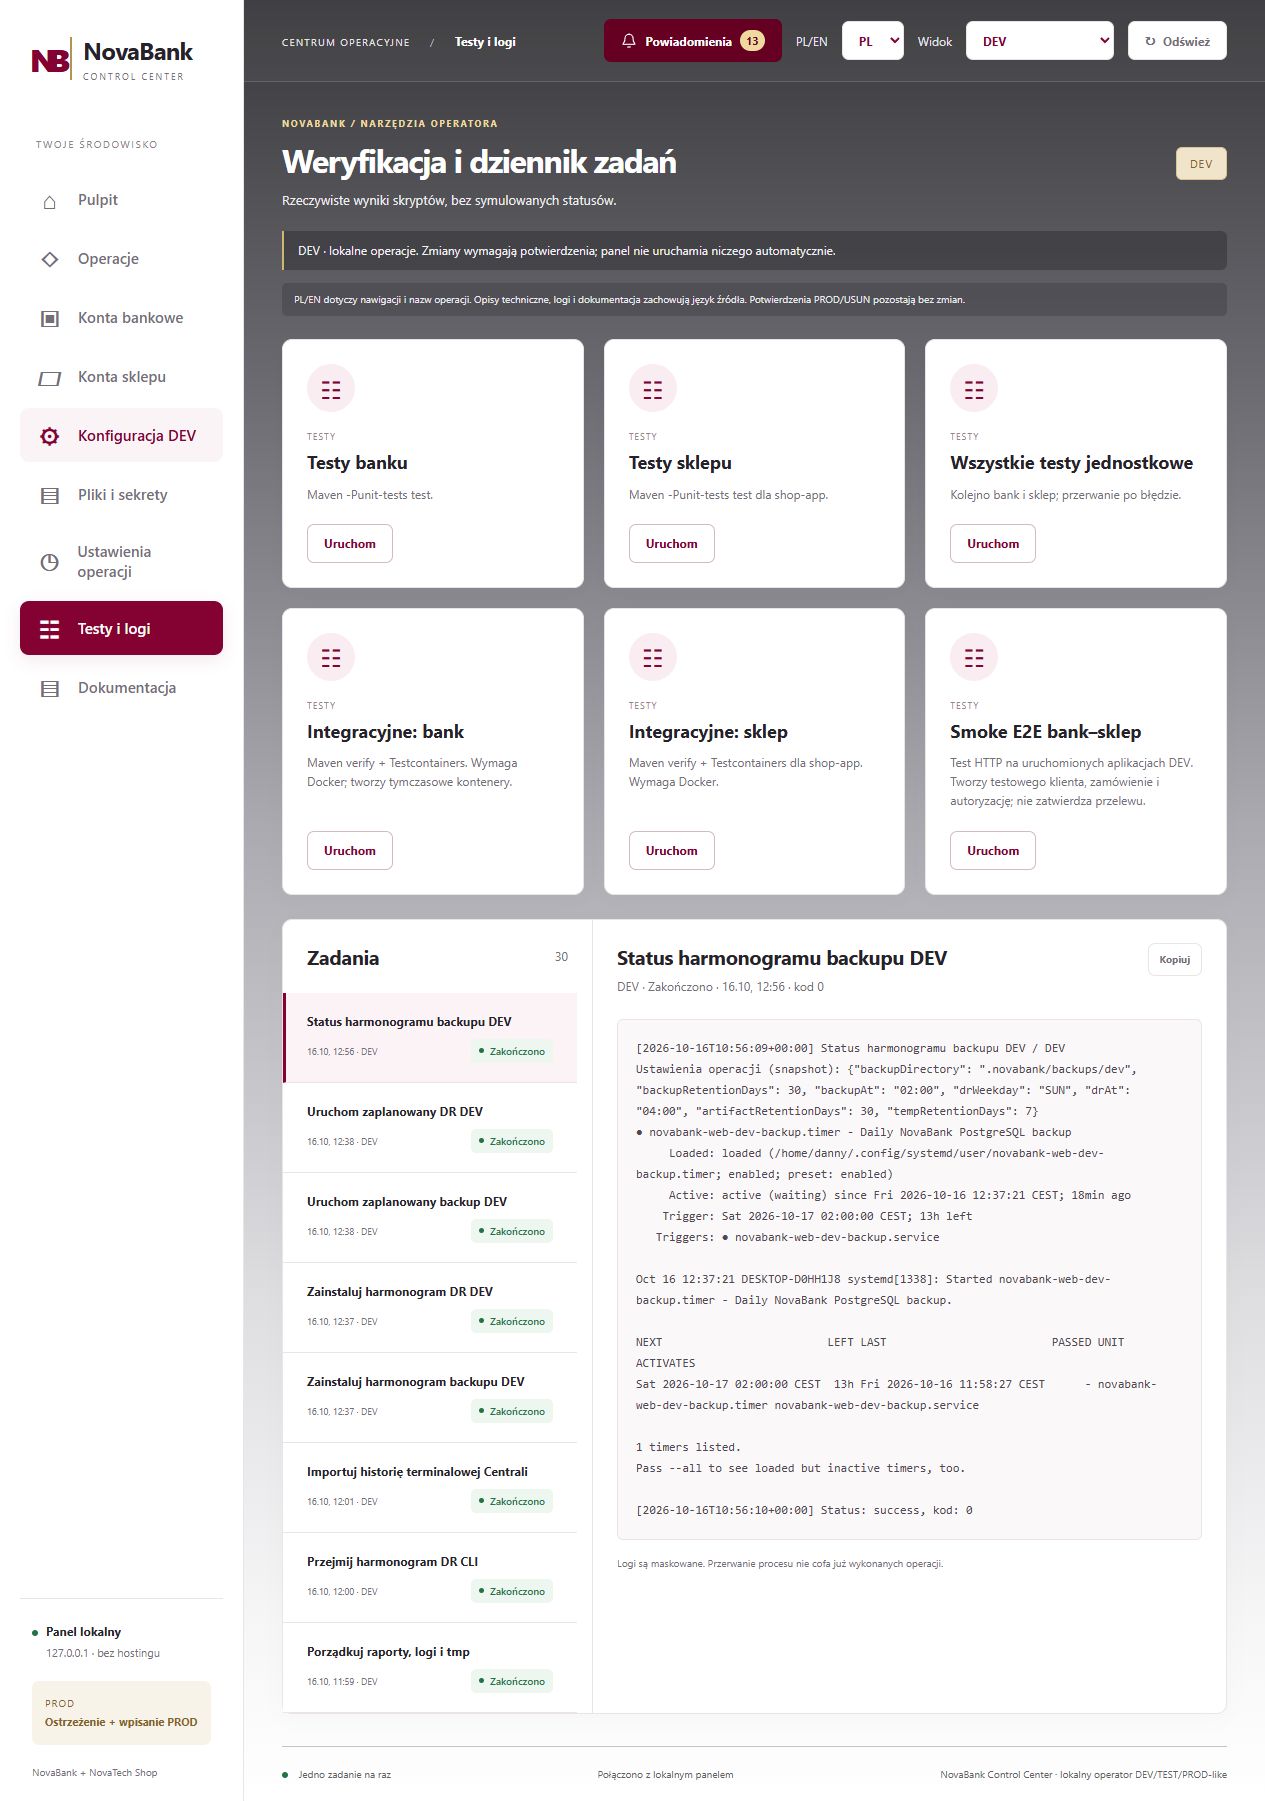 NB NovaBank
CONTROL CENTER
TWOJE ŚRODOWISKO
Pulpit
Operacje
Konta bankowe
Konta sklepu
Konfiguracja DEV
Pliki i sekrety
Ustawienia
operacji
Testy i logi
Dokumentacja
Panel lokalny
127.0.0.1 · bez hostingu
PROD
Ostrzeżenie + wpisanie PROD
NovaBank + NovaTech Shop
CENTRUM OPERACYJNE / Testy i logi
Powiadomienia 13
PL/EN
PL
Widok
DEV
↻ Odśwież
NOVABANK / NARZĘDZIA OPERATORA
Weryfikacja i dziennik zadań
DEV
Rzeczywiste wyniki skryptów, bez symulowanych statusów.
DEV · lokalne operacje. Zmiany wymagają potwierdzenia; panel nie uruchamia niczego automatycznie.
PL/EN dotyczy nawigacji i nazw operacji. Opisy techniczne, logi i dokumentacja zachowują język źródła. Potwierdzenia PROD/USUN pozostają bez zmian.
TESTY
Testy banku
Maven -Punit-tests test.
Uruchom
TESTY
Testy sklepu
Maven -Punit-tests test dla shop-app.
Uruchom
TESTY
Wszystkie testy jednostkowe
Kolejno bank i sklep; przerwanie po błędzie.
Uruchom
TESTY
Integracyjne: bank
Maven verify + Testcontainers. Wymaga
Docker; tworzy tymczasowe kontenery.
Uruchom
TESTY
Integracyjne: sklep
Maven verify + Testcontainers dla shop-app.
Wymaga Docker.
Uruchom
TESTY
Smoke E2E bank–sklep
Test HTTP na uruchomionych aplikacjach DEV.
Tworzy testowego klienta, zamówienie i
autoryzację; nie zatwierdza przelewu.
Uruchom
Zadania 30
Status harmonogramu backupu DEV
16.10, 12:56 · DEV Zakończono
Uruchom zaplanowany DR DEV
16.10, 12:38 · DEV Zakończono
Uruchom zaplanowany backup DEV
16.10, 12:38 · DEV Zakończono
Zainstaluj harmonogram DR DEV
16.10, 12:37 · DEV Zakończono
Zainstaluj harmonogram backupu DEV
16.10, 12:37 · DEV Zakończono
Importuj historię terminalowej Centrali
16.10, 12:01 · DEV Zakończono
Przejmij harmonogram DR CLI
16.10, 12:00 · DEV Zakończono
Porządkuj raporty, logi i tmp
16.10, 11:59 · DEV Zakończono
Status harmonogramu backupu DEV
Kopiuj
DEV · Zakończono · 16.10, 12:56 · kod 0
[2026-10-16T10:56:09+00:00] Status harmonogramu backupu DEV / DEV
Ustawienia operacji (snapshot): {"backupDirectory": ".novabank/backups/dev",
"backupRetentionDays": 30, "backupAt": "02:00", "drWeekday": "SUN", "drAt":
"04:00", "artifactRetentionDays": 30, "tempRetentionDays": 7}
● novabank-web-dev-backup.timer - Daily NovaBank PostgreSQL backup
Loaded: loaded (/home/danny/.config/systemd/user/novabank-web-dev-
backup.timer; enabled; preset: enabled)
Active: active (waiting) since Fri 2026-10-16 12:37:21 CEST; 18min ago
Trigger: Sat 2026-10-17 02:00:00 CEST; 13h left
Triggers: ● novabank-web-dev-backup.service
Oct 16 12:37:21 DESKTOP-D0HH1J8 systemd[1338]: Started novabank-web-dev-
backup.timer - Daily NovaBank PostgreSQL backup.
NEXT LEFT LAST PASSED UNIT
ACTIVATES
Sat 2026-10-17 02:00:00 CEST 13h Fri 2026-10-16 11:58:27 CEST - novabank-
web-dev-backup.timer novabank-web-dev-backup.service
1 timers listed.
Pass --all to see loaded but inactive timers, too.
[2026-10-16T10:56:10+00:00] Status: success, kod: 0
Logi są maskowane. Przerwanie procesu nie cofa już wykonanych operacji.
Jedno zadanie na raz
Połączono z lokalnym panelem
NovaBank Control Center · lokalny operator DEV/TEST/PROD-like